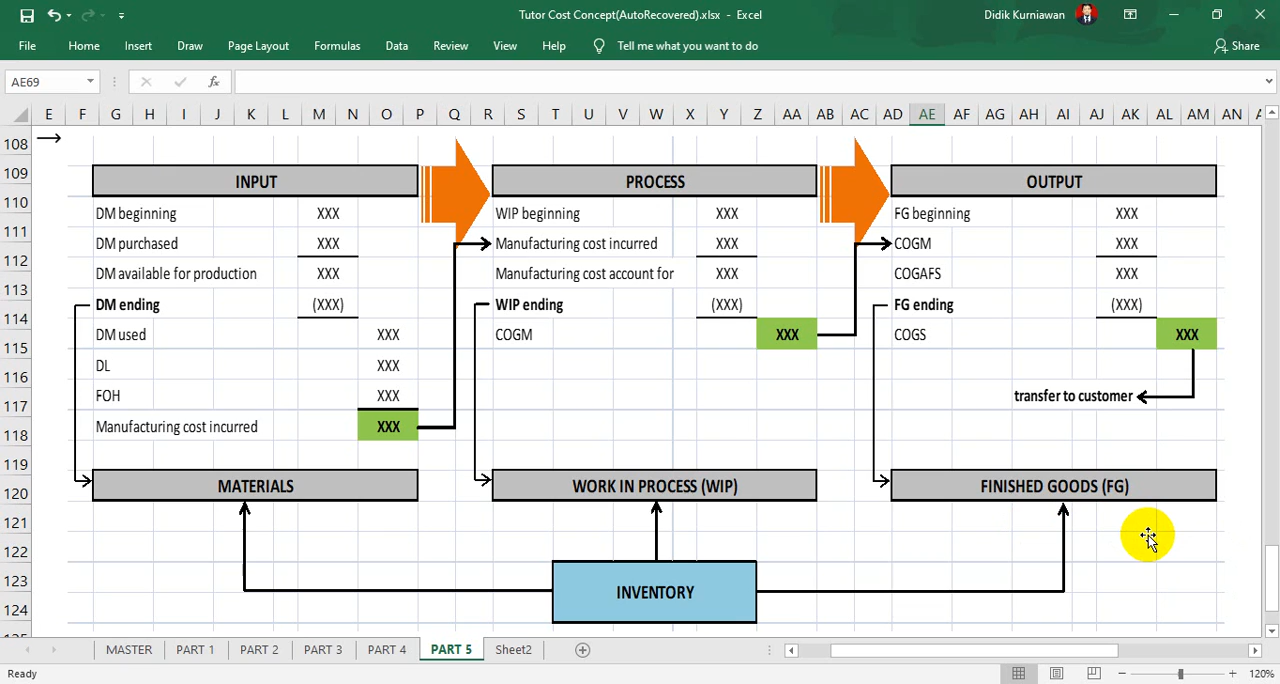 Tutor Cost Concept(AutoRecovered).xlsx - Excel
Didik Kurniawan
File Home Insert Draw Page Layout Formulas Data Review View Help Tell me what you want to do Share
AE69 fx
E F G H I J K L M N O P Q R S T U V W X Y Z AA AB AC AD AE AF AG AH AI AJ AK AL AM AN
108
109
110
111
112
113
114
115
116
117
118
119
120
121
122
123
124
INPUT
DM beginning XXX
DM purchased XXX
DM available for production XXX
DM ending (XXX)
DM used XXX
DL XXX
FOH XXX
Manufacturing cost incurred XXX
MATERIALS
PROCESS
WIP beginning XXX
Manufacturing cost incurred XXX
Manufacturing cost account for XXX
WIP ending (XXX)
COGM XXX
WORK IN PROCESS (WIP)
OUTPUT
FG beginning XXX
COGM XXX
COGAFS XXX
FG ending (XXX)
COGS XXX
transfer to customer
FINISHED GOODS (FG)
INVENTORY
MASTER PART 1 PART 2 PART 3 PART 4 PART 5 Sheet2
Ready
120%